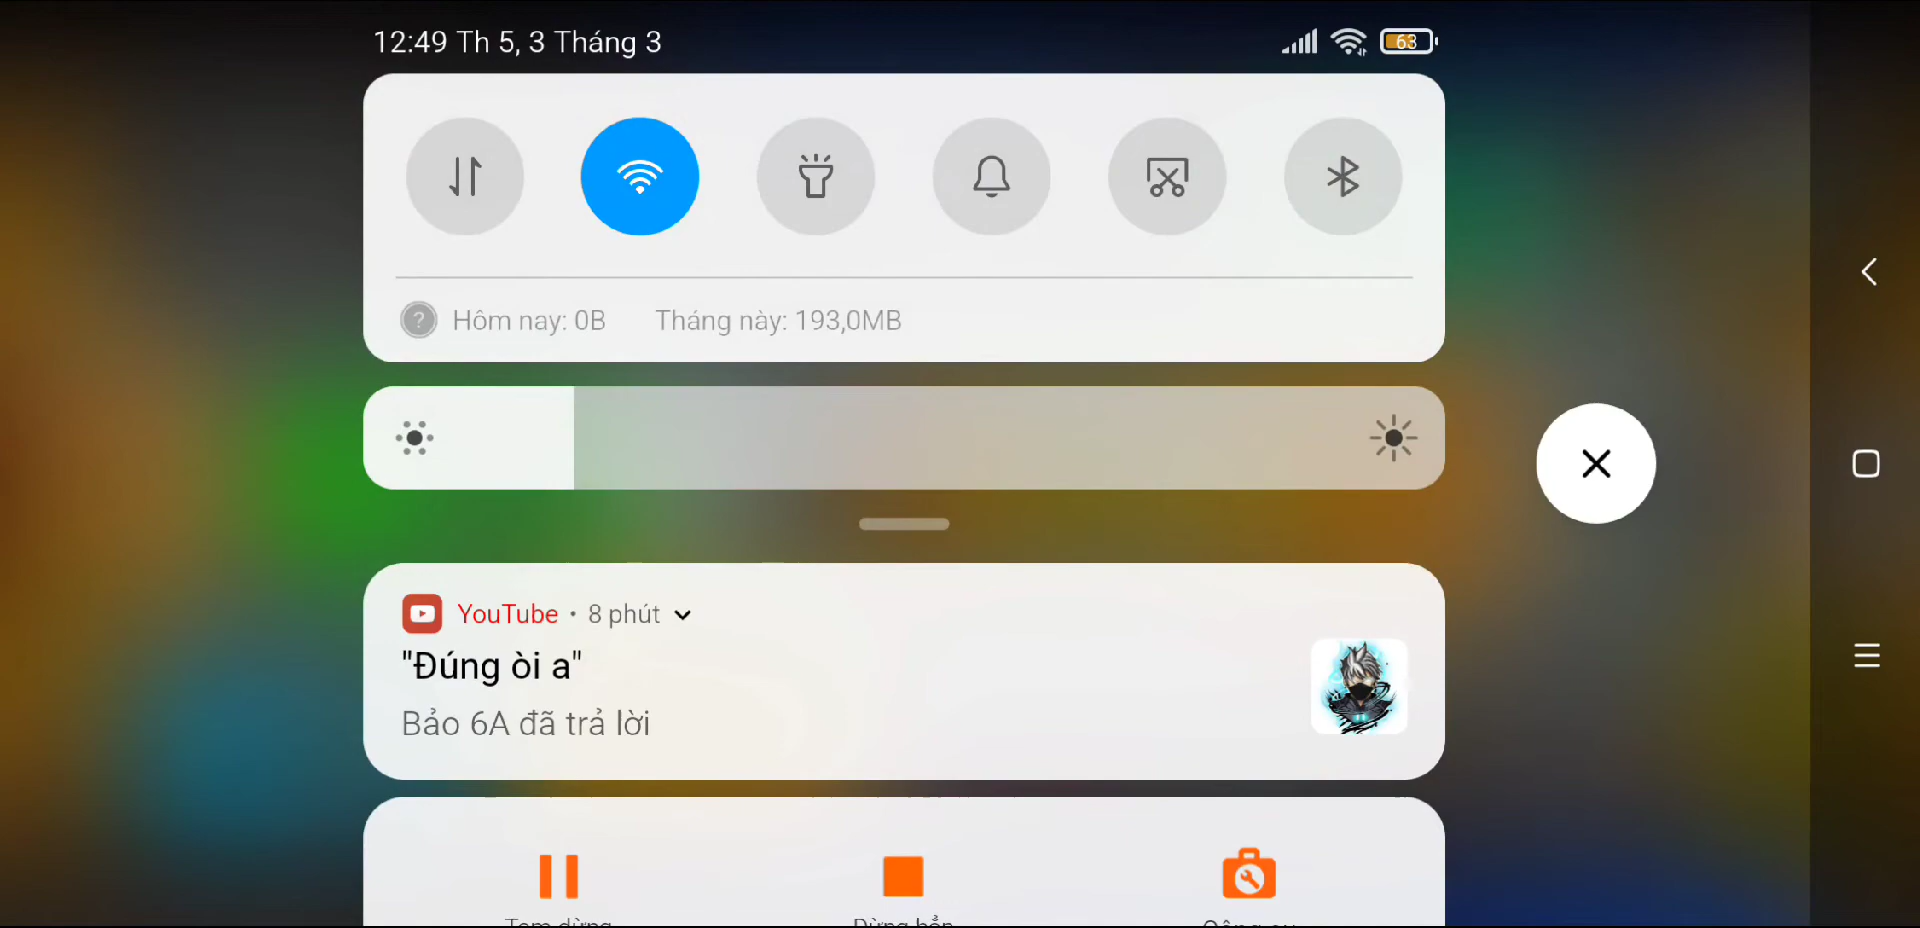 12:49 Th 5, 3 Tháng 3
63
Hôm nay: 0B Tháng này: 193,0MB
YouTube • 8 phút
"Đúng òi a"
Bảo 6A đã trả lời
Tạm dừng Dừng hẳn Công cụ